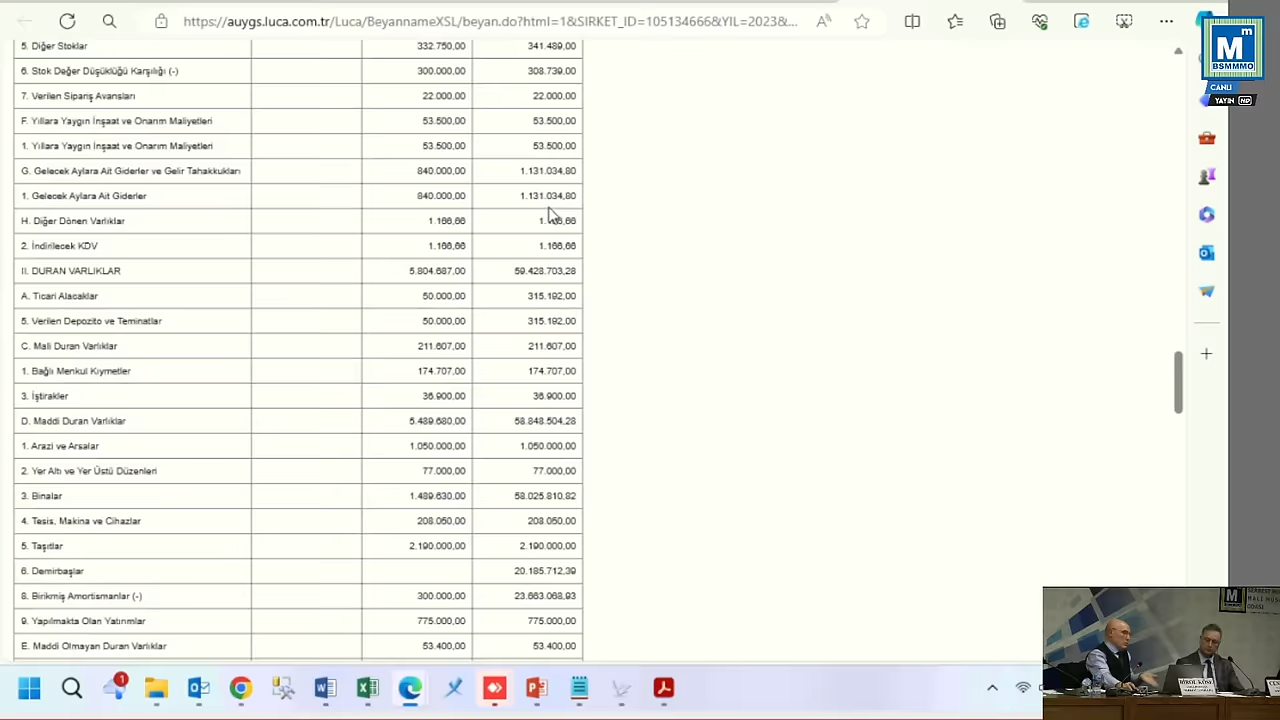 https://auygs.luca.com.tr/Luca/BeyannameXSL/beyan.do?html=1&SIRKET_ID=105134666&YIL=2023&...
Mm
BSMMMO
CANLI
YAYIN HD
5. Diğer Stoklar 332.750,00 341.489,00
6. Stok Değer Düşüklüğü Karşılığı (-) 300.000,00 308.739,00
7. Verilen Sipariş Avansları 22.000,00 22.000,00
F. Yıllara Yaygın İnşaat ve Onarım Maliyetleri 53.500,00 53.500,00
1. Yıllara Yaygın İnşaat ve Onarım Maliyetleri 53.500,00 53.500,00
G. Gelecek Aylara Ait Giderler ve Gelir Tahakkukları 840.000,00 1.131.034,80
1. Gelecek Aylara Ait Giderler 840.000,00 1.131.034,80
H. Diğer Dönen Varlıklar 1.166,66
2. İndirilecek KDV 1.166,66 1.166,66
II. DURAN VARLIKLAR 5.804.687,00 59.428.703,28
A. Ticari Alacaklar 50.000,00 315.192,00
5. Verilen Depozito ve Teminatlar 50.000,00 315.192,00
C. Mali Duran Varlıklar 211.607,00 211.607,00
1. Bağlı Menkul Kıymetler 174.707,00 174.707,00
3. İştirakler 36.900,00 36.900,00
D. Maddi Duran Varlıklar 5.489.680,00 58.848.504,28
1. Arazi ve Arsalar 1.050.000,00 1.050.000,00
2. Yer Altı ve Yer Üstü Düzenleri 77.000,00 77.000,00
3. Binalar 1.489.630,00 58.025.810,82
4. Tesis, Makina ve Cihazlar 208.050,00 208.050,00
5. Taşıtlar 2.190.000,00 2.190.000,00
6. Demirbaşlar 20.185.712,39
8. Birikmiş Amortismanlar (-) 300.000,00 23.663.068,93
9. Yapılmakta Olan Yatırımlar 775.000,00 775.000,00
E. Maddi Olmayan Duran Varlıklar 53.400,00 53.400,00
1
M
BİROL KÖSE